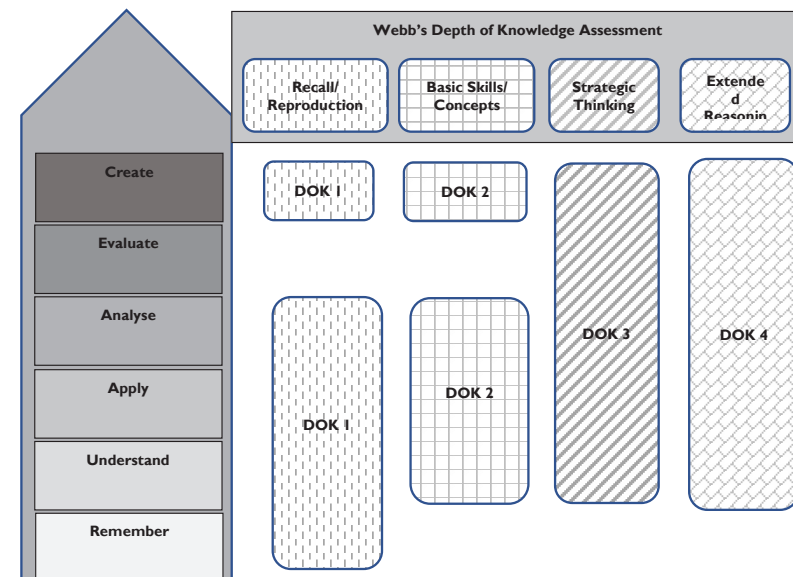 Webb's Depth of Knowledge Assessment
Recall/
Reproduction
Basic Skills/
Concepts
Strategic
Thinking
Extende
d
Reasonin
Create
DOK 1
DOK 2
Evaluate
Analyse
DOK 3
DOK 4
Apply
DOK 2
DOK 1
Understand
Remember